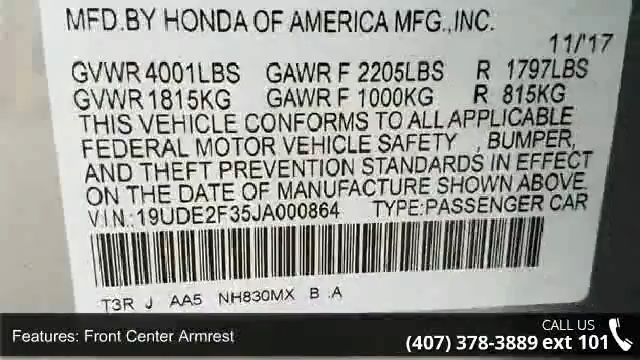 MFD.BY HONDA OF AMERICA MFG.,INC.
11/'17
GVWR 4001LBS GAWR F 2205LBS R 1797LBS
GVWR 1815KG GAWR F 1000KG R 815KG
THIS VEHICLE CONFORMS TO ALL APPLICABLE
FEDERAL MOTOR VEHICLE SAFETY , BUMPER,
AND THEFT PREVENTION STANDARDS IN EFFECT
ON THE DATE OF MANUFACTURE SHOWN ABOVE.
VIN:19UDE2F35JA000864 TYPE:PASSENGER CAR
T3R J AA5 NH830MX B .A
Features: Front Center Armrest
CALL US
(407) 378-3889 ext 101